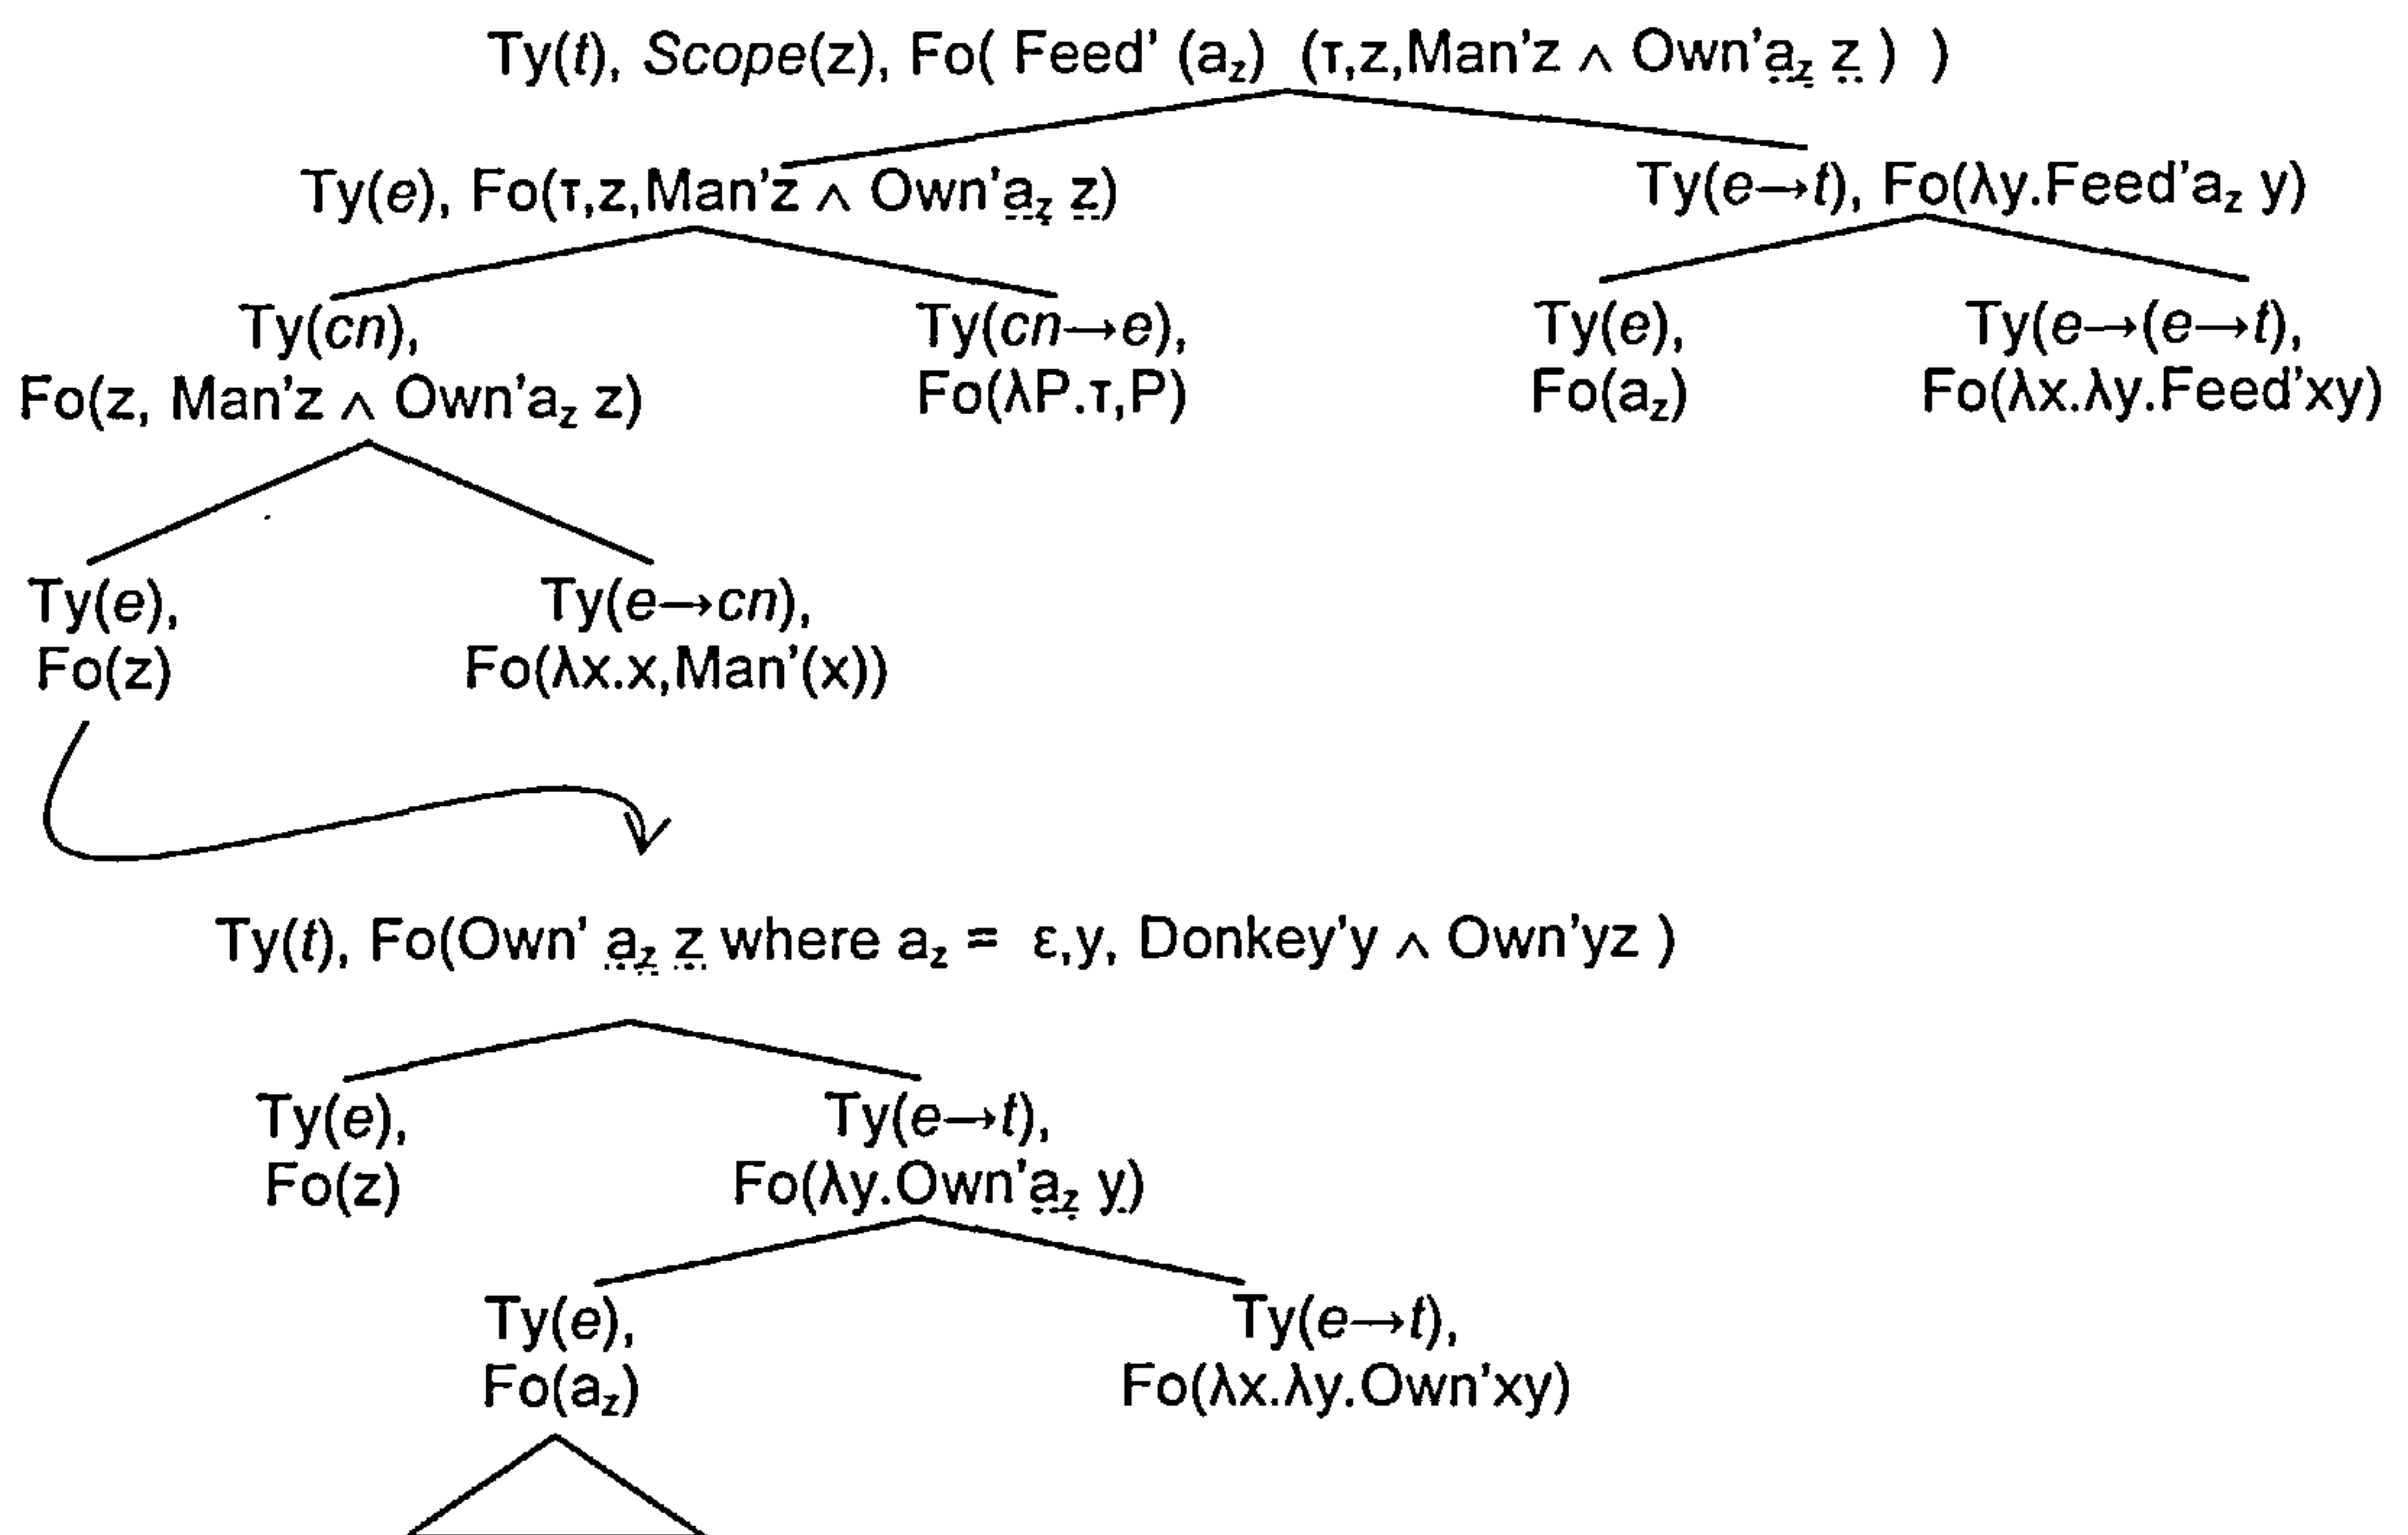 Ty(t), Scope(z), Fo( Feed' (a_z) (τ,z,Man'z ∧ Own'a_z z ) )
Ty(e), Fo(τ,z,Man'z ∧ Own'a_z z) Ty(e→t), Fo(λy.Feed'a_z y)
Ty(cn), Ty(cn→e), Ty(e), Ty(e→(e→t),
Fo(z, Man'z ∧ Own'a_z z) Fo(λP.τ,P) Fo(a_z) Fo(λx.λy.Feed'xy)
Ty(e), Ty(e→cn),
Fo(z) Fo(λx.x,Man'(x))
Ty(t), Fo(Own' a_z z where a_z = ε,y, Donkey'y ∧ Own'yz )
Ty(e), Ty(e→t),
Fo(z) Fo(λy.Own'a_z y)
Ty(e), Ty(e→t),
Fo(a_z) Fo(λx.λy.Own'xy)